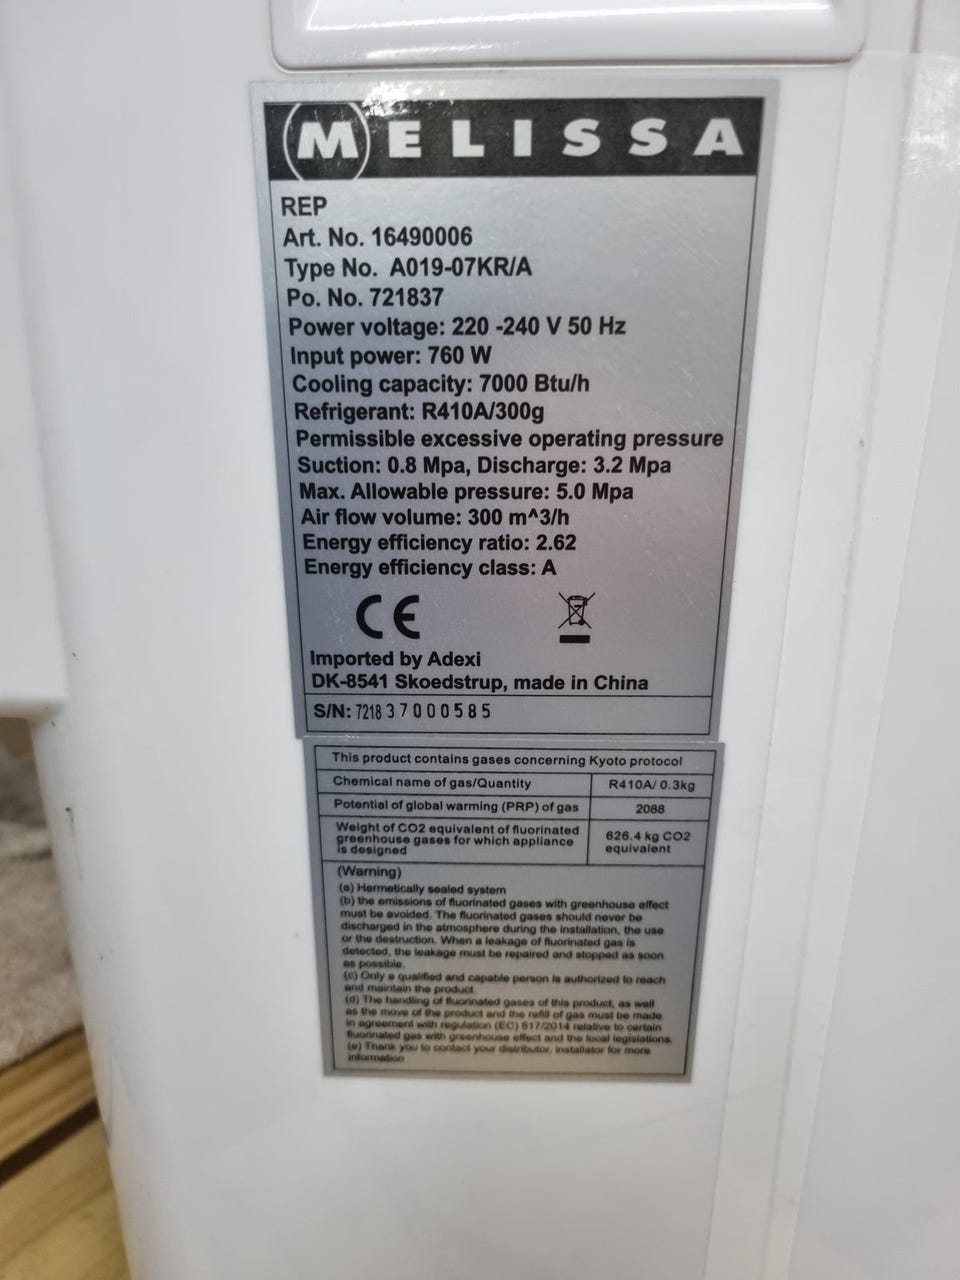 MELISSA
REP
Art. No. 16490006
Type No. A019-07KR/A
Po. No. 721837
Power voltage: 220 -240 V 50 Hz
Input power: 760 W
Cooling capacity: 7000 Btu/h
Refrigerant: R410A/300g
Permissible excessive operating pressure
Suction: 0.8 Mpa, Discharge: 3.2 Mpa
Max. Allowable pressure: 5.0 Mpa
Air flow volume: 300 m^3/h
Energy efficiency ratio: 2.62
Energy efficiency class: A
CE
Imported by Adexi
DK-8541 Skoedstrup, made in China
S/N: 721837000585
This product contains gases concerning Kyoto protocol
Chemical name of gas/Quantity R410A/ 0.3kg
Potential of global warming (PRP) of gas 2088
Weight of CO2 equivalent of fluorinated
greenhouse gases for which appliance
is designed
626.4 kg CO2
equivalent
(Warning)
(a) Hermetically sealed system
(b) the emissions of fluorinated gases with greenhouse effect
must be avoided. The fluorinated gases should never be
discharged in the atmosphere during the installation, the use
or the destruction. When a leakage of fluorinated gas is
detected, the leakage must be repaired and stopped as soon
as possible.
(c) Only a qualified and capable person is authorized to reach
and maintain the product.
(d) The handling of fluorinated gases of this product, as well
as the move of the product and the refill of gas must be made
in agreement with regulation (EC) 517/2014 relative to certain
fluorinated gas with greenhouse effect and the local legislations.
(e) Thank you to contact your distributor, installator for more
information